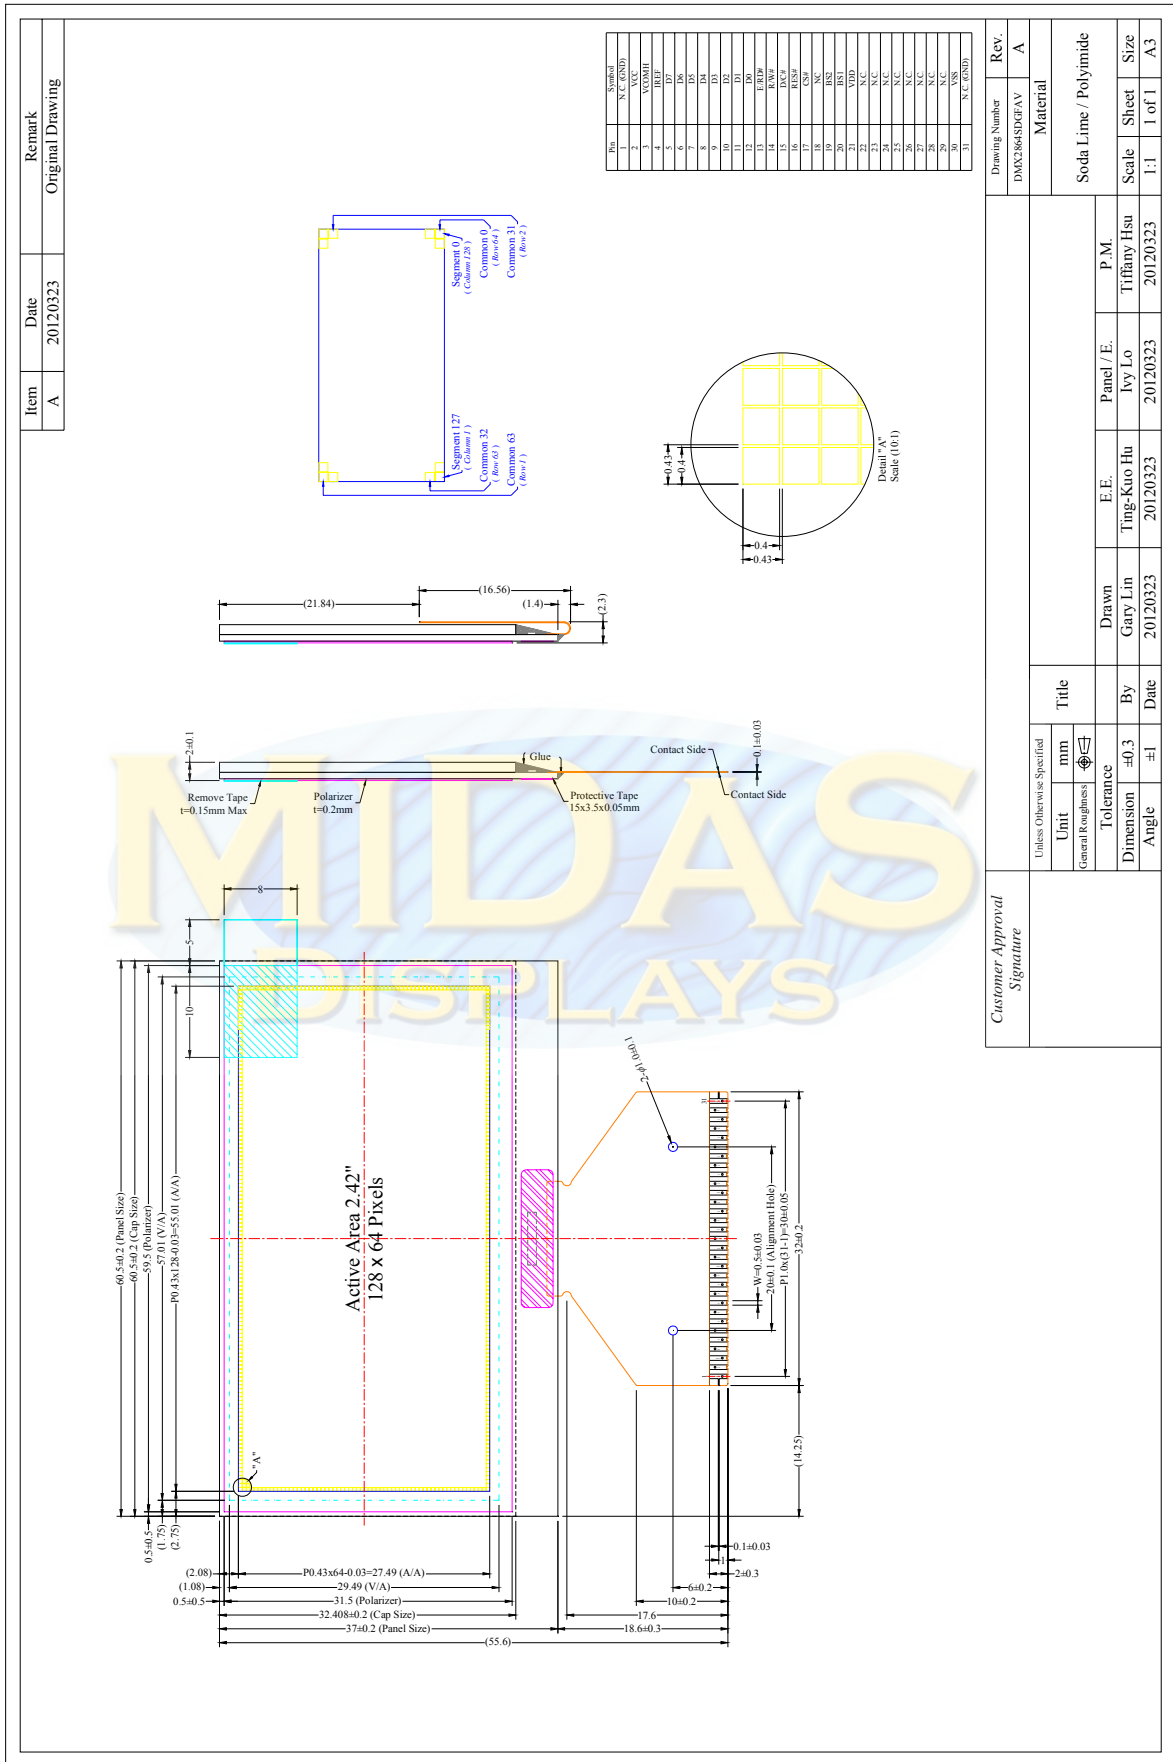 Item Date Remark
A 20120323 Original Drawing
Pin Symbol
1 N.C. (GND)
2 VCC
3 VCOMH
4 IREF
5 D7
6 D6
7 D5
8 D4
9 D3
10 D2
11 D1
12 D0
13 E/RD#
14 R/W#
15 D/C#
16 RES#
17 CS#
18 NC
19 BS2
20 BS1
21 VDD
22 N.C.
23 N.C.
24 N.C.
25 N.C.
26 N.C.
27 N.C.
28 N.C.
29 N.C.
30 VSS
31 N.C. (GND)
Segment 127
( Column 1 )
Common 32
( Row 63 )
Common 63
( Row 1 )
Segment 0
( Column 128 )
Common 0
( Row 64 )
Common 31
( Row 2 )
0.43
0.4
0.4
0.43
Detail "A"
Scale (10:1)
(21.84)
(16.56)
(1.4)
(2.3)
2±0.1
Remove Tape
t=0.15mm Max
Polarizer
t=0.2mm
Glue
Protective Tape
15x3.5x0.05mm
Contact Side
Contact Side
0.1±0.03
MIDAS
DISPLAYS
8
5
10
60.5±0.2 (Panel Size)
60.5±0.2 (Cap Size)
59.5 (Polarizer)
57.01 (V/A)
P0.43x128-0.03=55.01 (A/A)
0.5±0.5
(1.75)
(2.75)
Active Area 2.42"
128 x 64 Pixels
"A"
2-φ1.0±0.1
31
W=0.5±0.03
20±0.1 (Alignment Hole)
P1.0x(31-1)=30±0.05
32±0.2
(14.25)
0.1±0.03
1
2±0.3
6±0.2
10±0.2
17.6
18.6±0.3
(2.08)
P0.43x64-0.03=27.49 (A/A)
(1.08)
29.49 (V/A)
0.5±0.5
31.5 (Polarizer)
32.408±0.2 (Cap Size)
37±0.2 (Panel Size)
(55.6)
Customer Approval
Signature
Unless Otherwise Specified
Unit mm
General Roughness
Tolerance
Dimension ±0.3
Angle ±1
Title
By Date
Drawn Gary Lin 20120323
E.E. Ting-Kuo Hu 20120323
Panel / E. Ivy Lo 20120323
P.M. Tiffany Hsu 20120323
Drawing Number Rev.
DMX2864SDGFAV A
Material
Soda Lime / Polyimide
Scale Sheet Size
1:1 1 of 1 A3